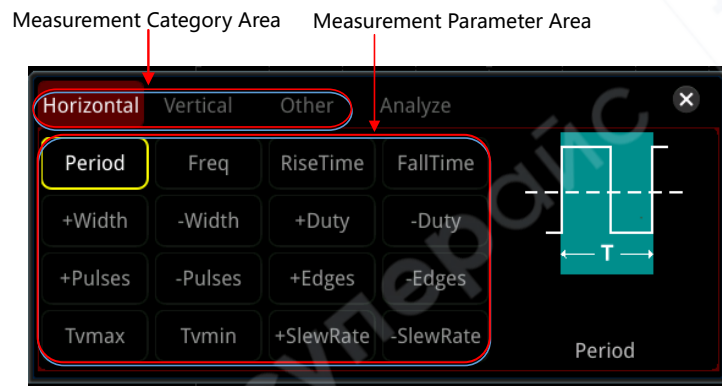 Measurement Category Area Measurement Parameter Area
Horizontal Vertical Other Analyze
Period Freq RiseTime FallTime
+Width -Width +Duty -Duty
+Pulses -Pulses +Edges -Edges
Tvmax Tvmin +SlewRate -SlewRate
T
Period